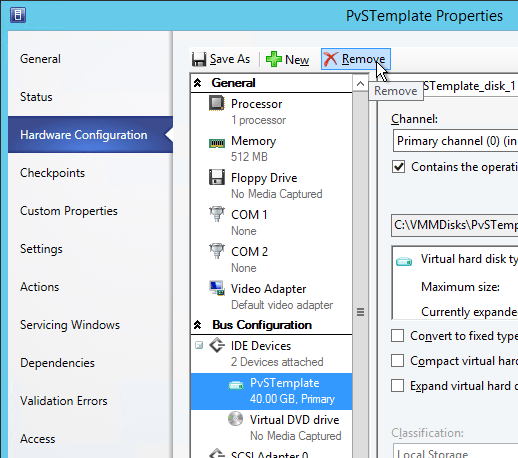 PvSTemplate Properties
General
Status
Hardware Configuration
Checkpoints
Custom Properties
Settings
Actions
Servicing Windows
Dependencies
Validation Errors
Access
Save As
New
Remove
Remove
General
Processor
1 processor
Memory
512 MB
Floppy Drive
No Media Captured
COM 1
None
COM 2
None
Video Adapter
Default video adapter
Bus Configuration
IDE Devices
2 Devices attached
PvSTemplate
40.00 GB, Primary
Virtual DVD drive
No Media Captured
SCSI Adapter 0
STemplate_disk_1
Channel:
Primary channel (0) (in
Contains the operati
C:\VMMDisks\PvSTemp
Virtual hard disk ty
Maximum size:
Currently expande
Convert to fixed type
Compact virtual hard
Expand virtual hard d
Classification:
Local Storage